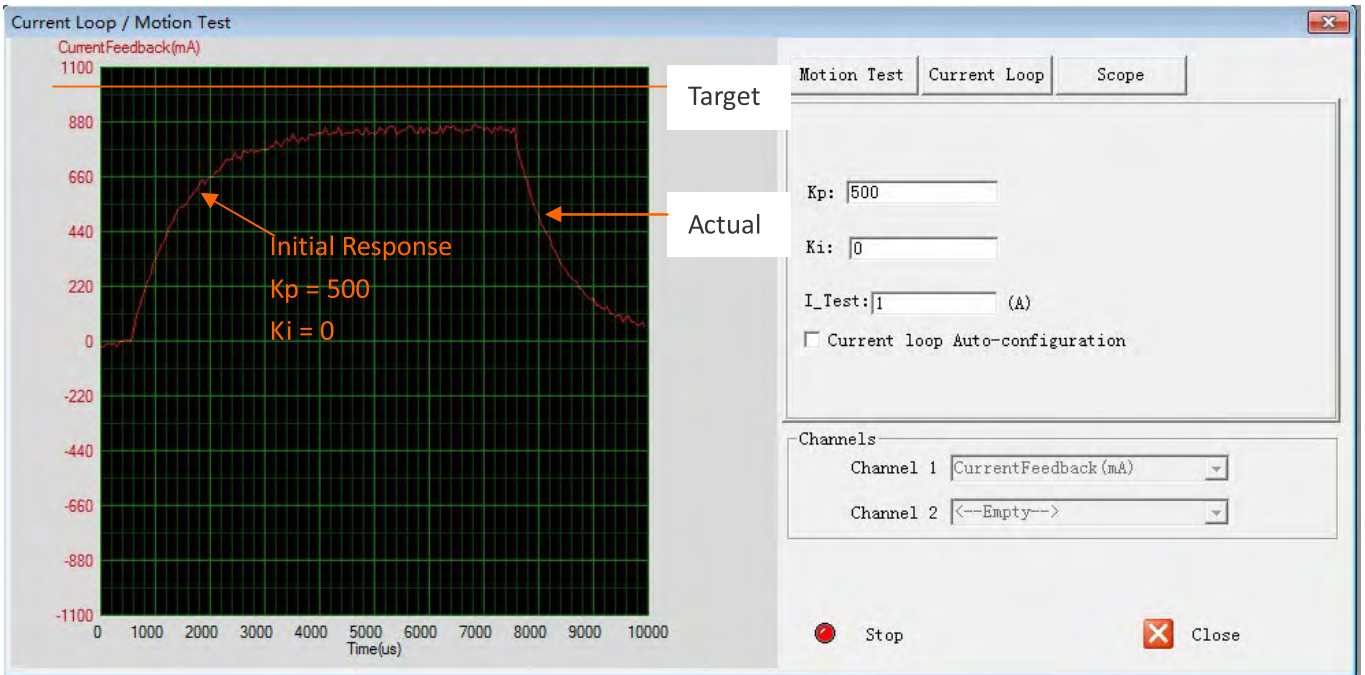 Current Loop / Motion Test
CurrentFeedback(mA)
1100
880
660
440
220
0
-220
-440
-660
-880
-1100
0 1000 2000 3000 4000 5000 6000 7000 8000 9000 10000
Time(us)
Initial Response
Kp = 500
Ki = 0
Target
Actual
Motion Test Current Loop Scope
Kp: 500
Ki: 0
I_Test: 1 (A)
Current loop Auto-configuration
Channels
Channel 1 CurrentFeedback(mA)
Channel 2 <--Empty-->
Stop Close